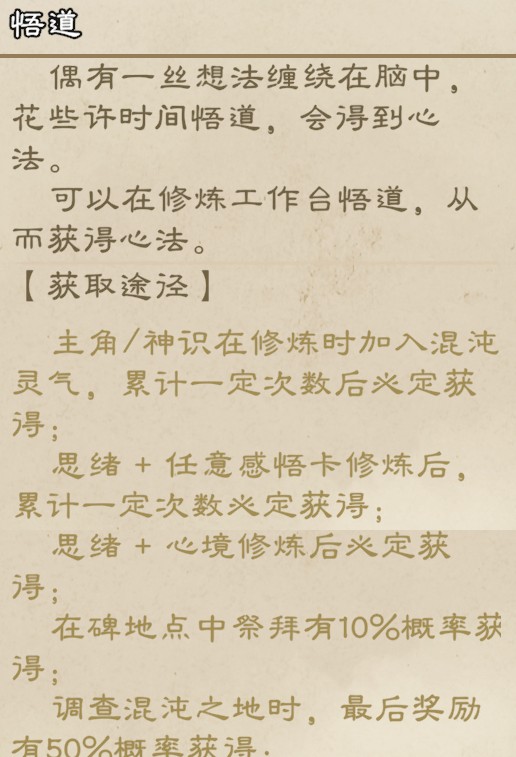 悟道
偶有一丝想法缠绕在脑中，
花些许时间悟道，会得到心
法。
可以在修炼工作台悟道，从
而获得心法。
【获取途径】
主角/神识在修炼时加入混沌
灵气，累计一定次数后必定获
得；
思绪 + 任意感悟卡修炼后，
累计一定次数必定获得；
思绪 + 心境修炼后必定获
得；
在碑地点中祭拜有10%概率获
得；
调查混沌之地时，最后奖励
有50%概率获得；